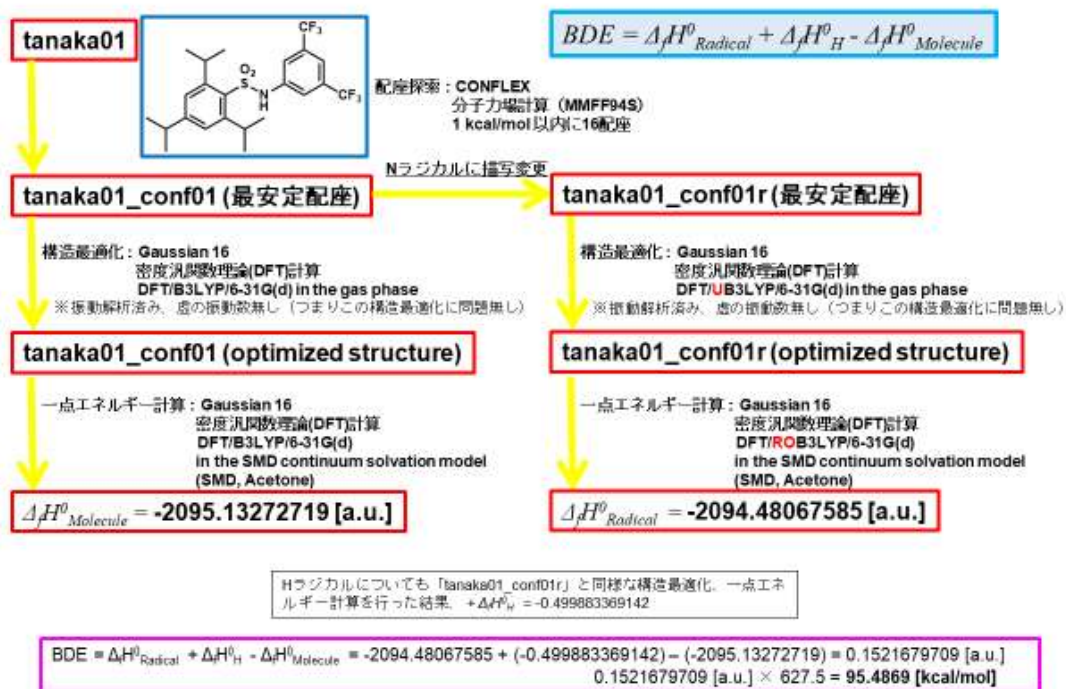 tanaka01
BDE = ΔfH⁰Radical + ΔfH⁰H - ΔfH⁰Molecule
CF₃
O₂
S
N
H
CF₃
配座探索：CONFLEX
分子力場計算（MMFF94S）
1 kcal/mol 以内に16配座
Nラジカルに描写変更
tanaka01_conf01 (最安定配座)
tanaka01_conf01r (最安定配座)
構造最適化：Gaussian 16
密度汎関数理論(DFT)計算
DFT/B3LYP/6-31G(d) in the gas phase
※振動解析済み、虚の振動数無し（つまりこの構造最適化に問題無し）
構造最適化：Gaussian 16
密度汎関数理論(DFT)計算
DFT/UB3LYP/6-31G(d) in the gas phase
※振動解析済み、虚の振動数無し（つまりこの構造最適化に問題無し）
tanaka01_conf01 (optimized structure)
tanaka01_conf01r (optimized structure)
一点エネルギー計算：Gaussian 16
密度汎関数理論(DFT)計算
DFT/B3LYP/6-31G(d)
in the SMD continuum solvation model
(SMD, Acetone)
一点エネルギー計算：Gaussian 16
密度汎関数理論(DFT)計算
DFT/ROB3LYP/6-31G(d)
in the SMD continuum solvation model
(SMD, Acetone)
ΔfH⁰Molecule = -2095.13272719 [a.u.]
ΔfH⁰Radical = -2094.48067585 [a.u.]
Hラジカルについても「tanaka01_conf01r」と同様な構造最適化、一点エネ
ルギー計算を行った結果、+ΔfH⁰H = -0.499883369142
BDE = ΔfH⁰Radical + ΔfH⁰H - ΔfH⁰Molecule = -2094.48067585 + (-0.499883369142) – (-2095.13272719) = 0.1521679709 [a.u.]
0.1521679709 [a.u.] × 627.5 = 95.4869 [kcal/mol]